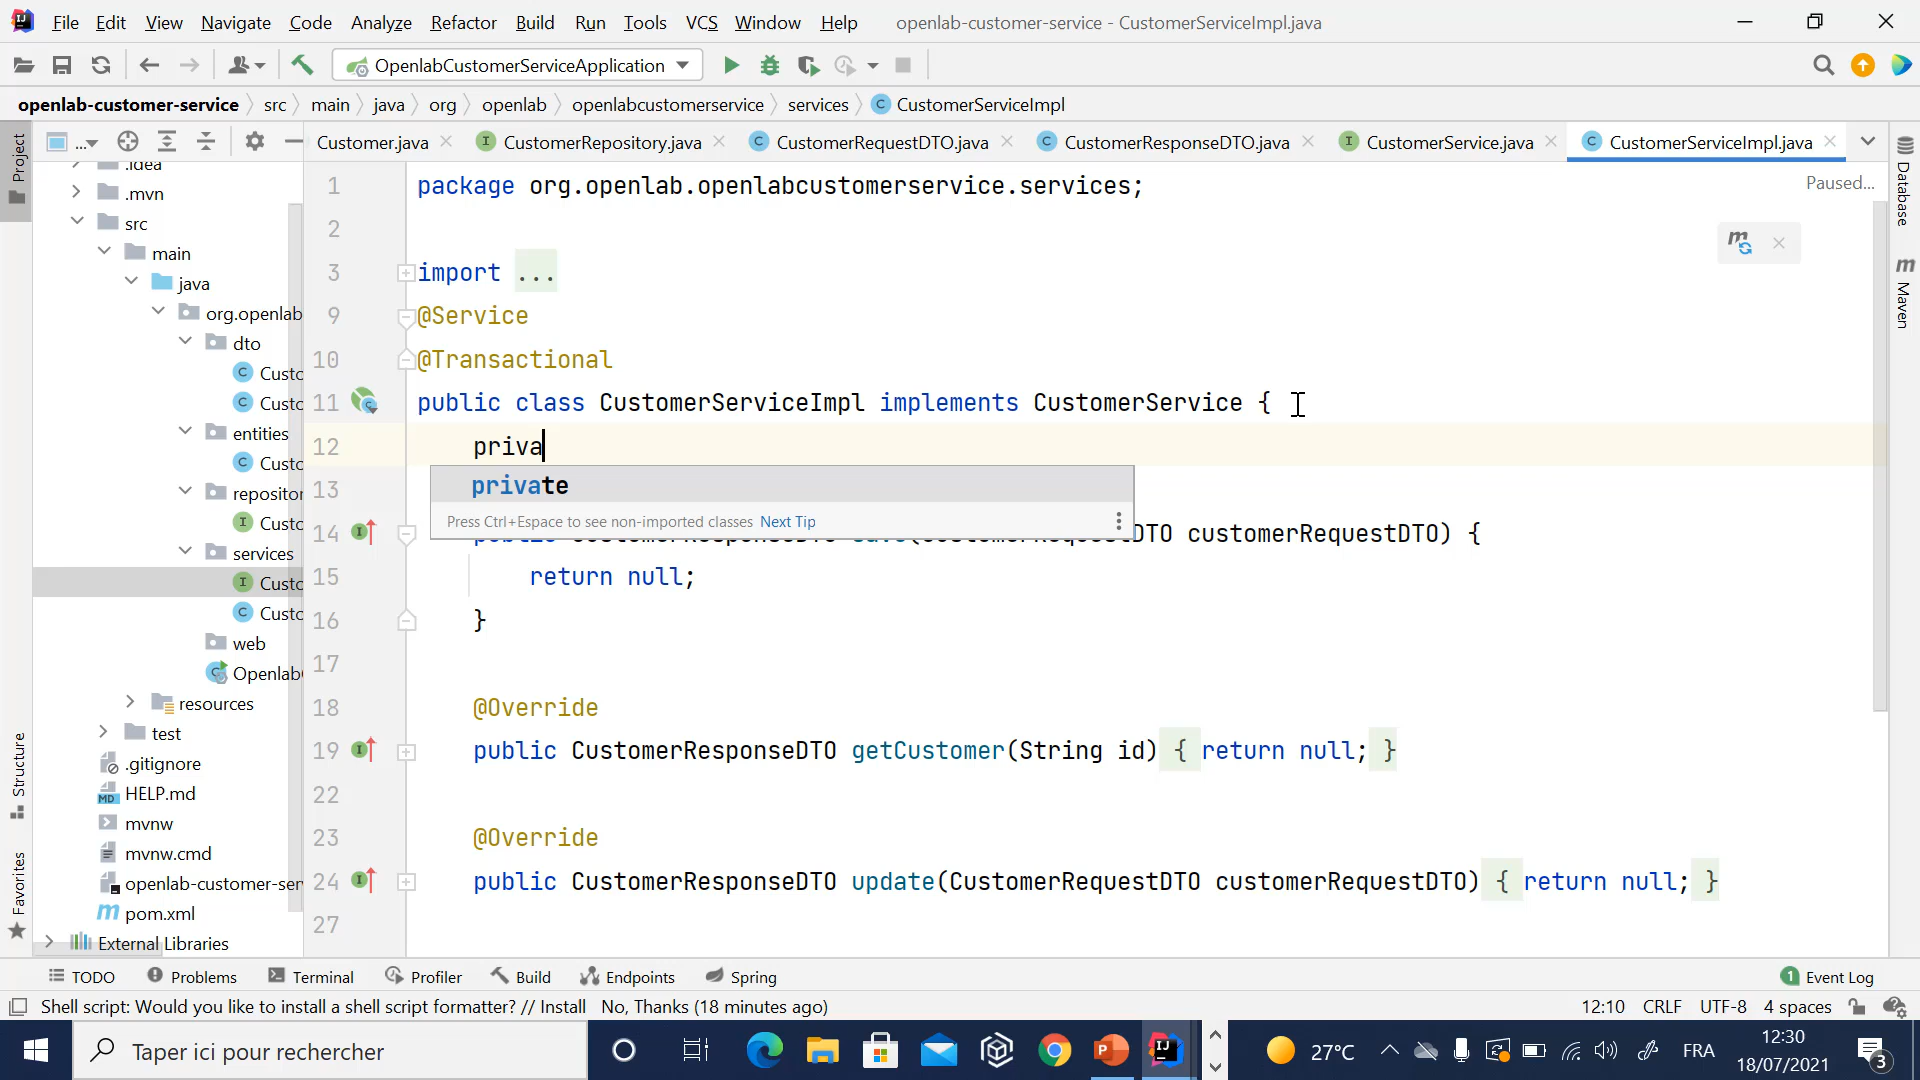 File Edit View Navigate Code Analyze Refactor Build Run Tools VCS Window Help openlab-customer-service - CustomerServiceImpl.java
OpenlabCustomerServiceApplication
openlab-customer-service src main java org openlab openlabcustomerservice services CustomerServiceImpl
Project
... Customer.java CustomerRepository.java CustomerRequestDTO.java CustomerResponseDTO.java CustomerService.java CustomerServiceImpl.java
.idea
.mvn
src
main
java
org.openlab
dto
Custo
Custo
entities
Custo
repositor
Custo
services
Custo
Custo
web
Openlab
resources
test
.gitignore
HELP.md
mvnw
mvnw.cmd
openlab-customer-ser
pom.xml
External Libraries
Structure
Favorites
1 package org.openlab.openlabcustomerservice.services;
2
3 import ...
9 @Service
10 @Transactional
11 public class CustomerServiceImpl implements CustomerService {
12 priva
private
Press Ctrl+Espace to see non-imported classes Next Tip
13
14 public CustomerResponseDTO save(CustomerRequestDTO customerRequestDTO) {
15 return null;
16 }
17
18 @Override
19 public CustomerResponseDTO getCustomer(String id) { return null; }
22
23 @Override
24 public CustomerResponseDTO update(CustomerRequestDTO customerRequestDTO) { return null; }
27
Paused...
Database
Maven
TODO Problems Terminal Profiler Build Endpoints Spring 1 Event Log
Shell script: Would you like to install a shell script formatter? // Install No, Thanks (18 minutes ago) 12:10 CRLF UTF-8 4 spaces
Taper ici pour rechercher 27°C FRA 12:30
18/07/2021 3